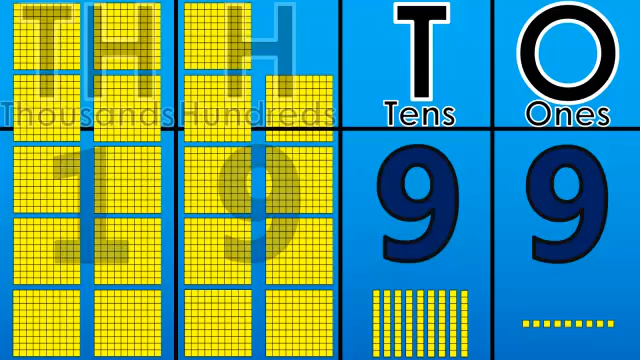 TH H T O
Thousands Hundreds Tens Ones
1 9 9 9